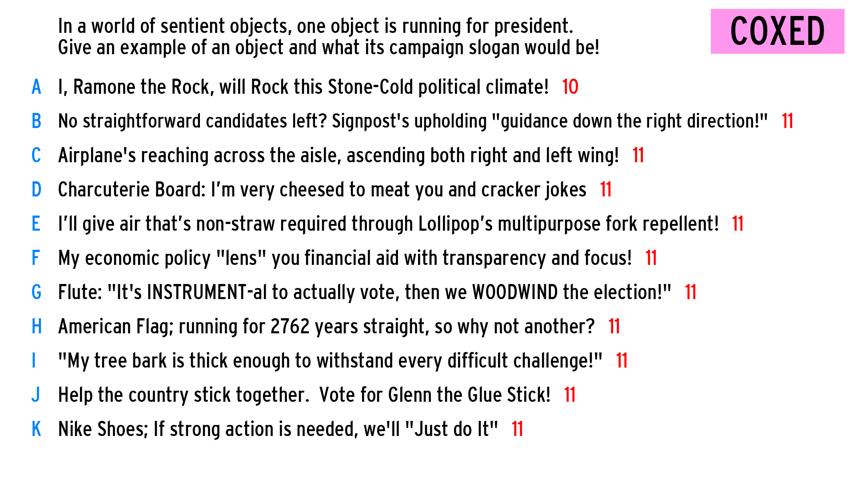 In a world of sentient objects, one object is running for president.
Give an example of an object and what its campaign slogan would be!
COXED
A I, Ramone the Rock, will Rock this Stone-Cold political climate! 10
B No straightforward candidates left? Signpost's upholding "guidance down the right direction!" 11
C Airplane's reaching across the aisle, ascending both right and left wing! 11
D Charcuterie Board: I'm very cheesed to meat you and cracker jokes 11
E I'll give air that's non-straw required through Lollipop's multipurpose fork repellent! 11
F My economic policy "lens" you financial aid with transparency and focus! 11
G Flute: "It's INSTRUMENT-al to actually vote, then we WOODWIND the election!" 11
H American Flag; running for 2762 years straight, so why not another? 11
I "My tree bark is thick enough to withstand every difficult challenge!" 11
J Help the country stick together. Vote for Glenn the Glue Stick! 11
K Nike Shoes; If strong action is needed, we'll "Just do It" 11